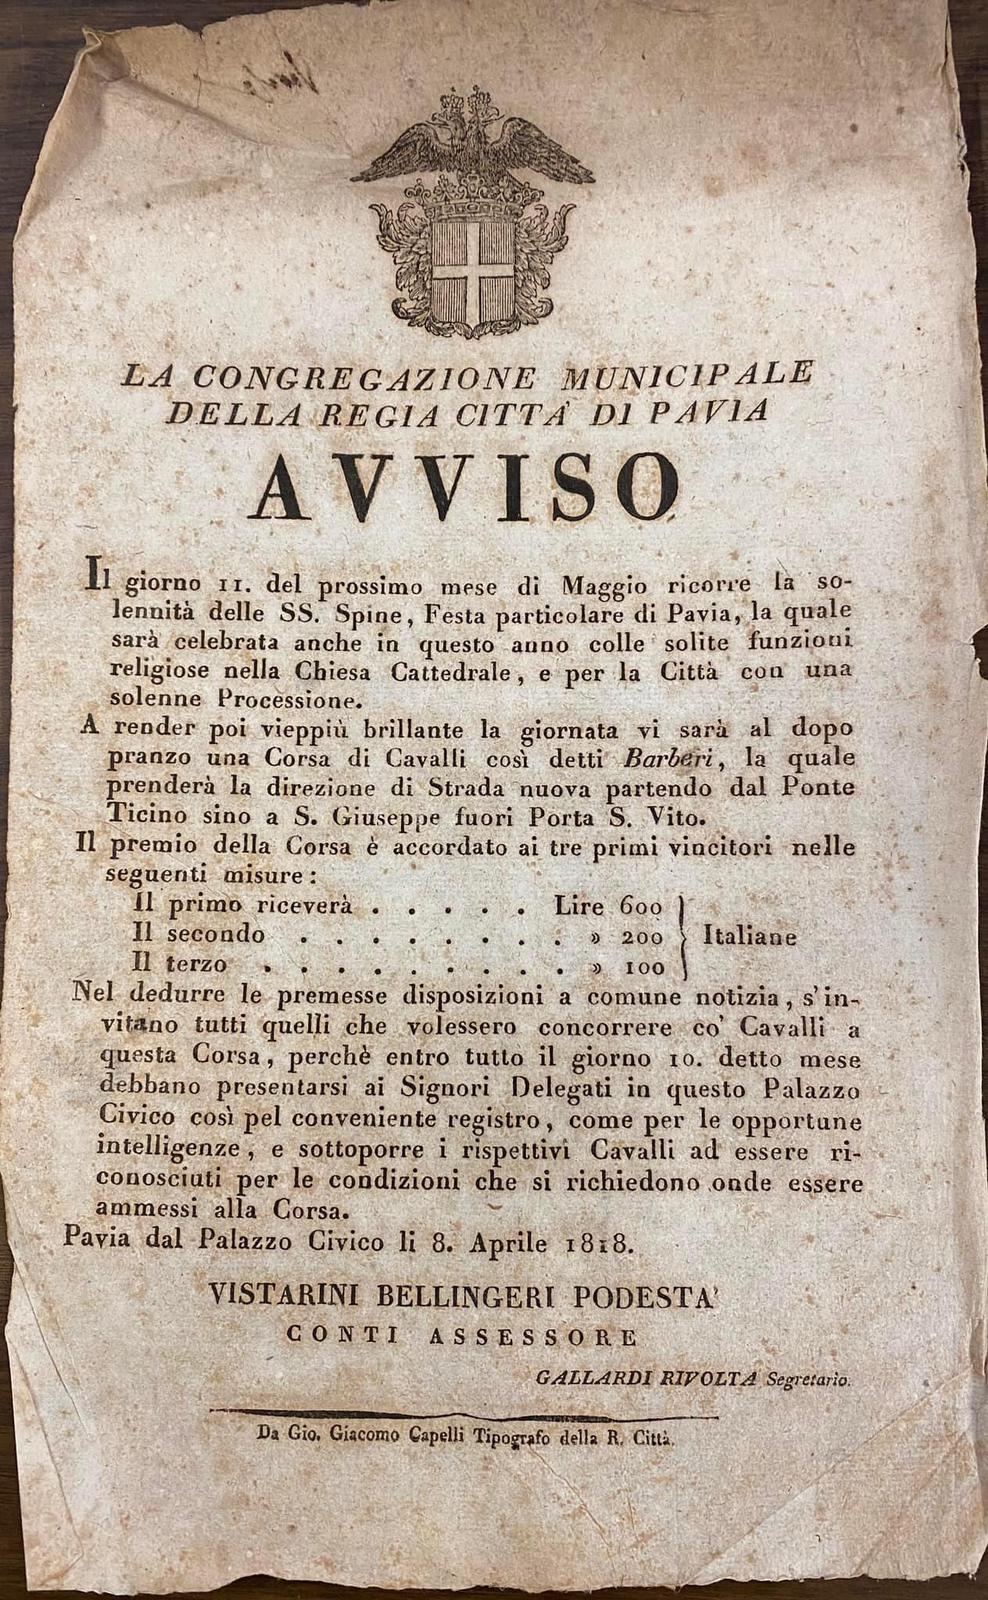 LA CONGREGAZIONE MUNICIPALE
DELLA REGIA CITTÀ DI PAVIA
AVVISO
Il giorno 11. del prossimo mese di Maggio ricorre la so-
lennità delle SS. Spine, Festa particolare di Pavia, la quale
sarà celebrata anche in questo anno colle solite funzioni
religiose nella Chiesa Cattedrale, e per la Città con una
solenne Processione.
A render poi vieppiù brillante la giornata vi sarà al dopo
pranzo una Corsa di Cavalli così detti Barberi, la quale
prenderà la direzione di Strada nuova partendo dal Ponte
Ticino sino a S. Giuseppe fuori Porta S. Vito.
Il premio della Corsa è accordato ai tre primi vincitori nelle
seguenti misure :
Il primo riceverà . . . . . Lire 600
Il secondo . . . . . . . . . » 200 } Italiane
Il terzo . . . . . . . . . » 100
Nel dedurre le premesse disposizioni a comune notizia, s'in-
vitano tutti quelli che volessero concorrere co' Cavalli a
questa Corsa, perchè entro tutto il giorno 10. detto mese
debbano presentarsi ai Signori Delegati in questo Palazzo
Civico così pel conveniente registro, come per le opportune
intelligenze, e sottoporre i rispettivi Cavalli ad essere ri-
conosciuti per le condizioni che si richiedono onde essere
ammessi alla Corsa.
Pavia dal Palazzo Civico li 8. Aprile 1818.
VISTARINI BELLINGERI PODESTA'
CONTI ASSESSORE
GALLARDI RIVOLTA Segretario.
Da Gio. Giacomo Capelli Tipografo della R. Città.